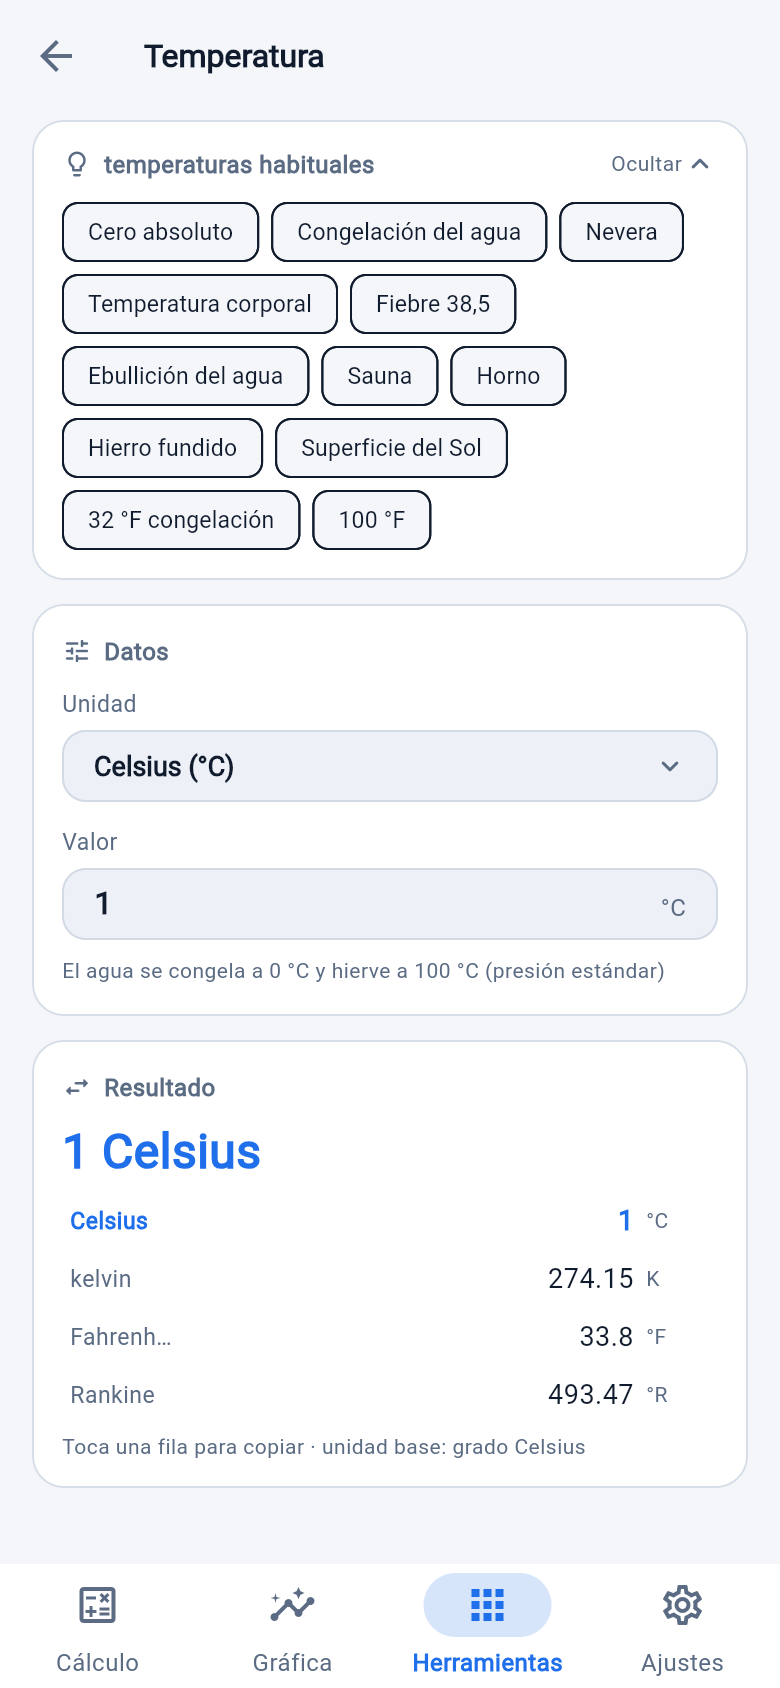 Temperatura
temperaturas habituales
Ocultar
Cero absoluto
Congelación del agua
Nevera
Temperatura corporal
Fiebre 38,5
Ebullición del agua
Sauna
Horno
Hierro fundido
Superficie del Sol
32 °F congelación
100 °F
Datos
Unidad
Celsius (°C)
Valor
1 °C
El agua se congela a 0 °C y hierve a 100 °C (presión estándar)
Resultado
1 Celsius
Celsius 1 °C
kelvin 274.15 K
Fahrenh... 33.8 °F
Rankine 493.47 °R
Toca una fila para copiar · unidad base: grado Celsius
Cálculo
Gráfica
Herramientas
Ajustes